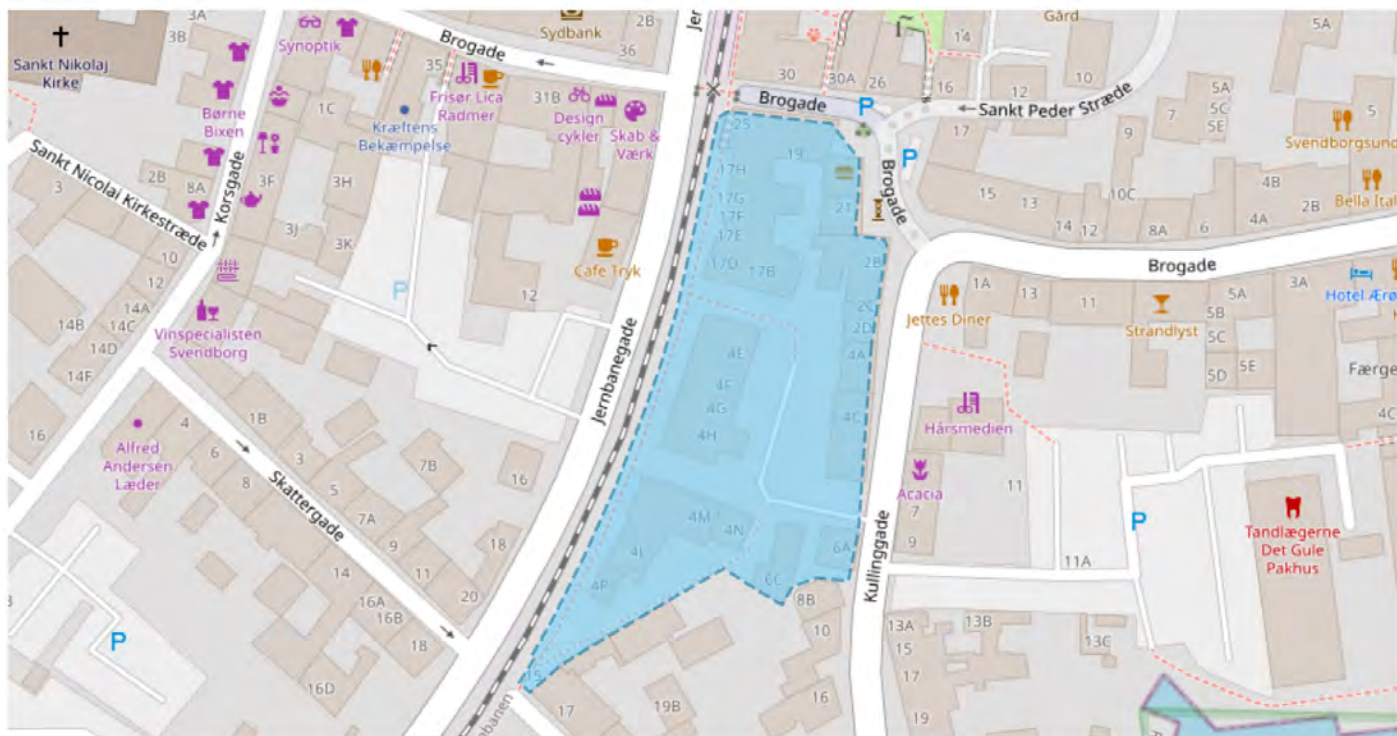 Sankt Nikolaj
Kirke
3A
3B
Synoptik
Brogade
Sydbank
2B
36
Jer
Gård
14
5A
30
30A
26
16
12
10
Børne
Bixen
1C
35
Frisør Lica
Radmer
31B
Design
cykler
Skab &
Værk
Kræftens
Bekæmpelse
Brogade
P
Sankt Peder Stræde
5A
5C
5E
7
5
Svendborgsund
Sankt Nicolai Kirkestræde
3
2B
8A
Korsgade
3F
3H
3J
3K
25
19
17H
17G
17F
17E
17D
17B
21
2B
P
Brogade
17
15
13
14
12
9
10C
8A
6
4B
4A
2B
Bella Ital
10
12
14A
14C
14B
14D
14F
Vinspecialisten
Svendborg
P
12
Cafe Tryk
Jernbanegade
2C
2D
4A
4C
4E
4F
4G
4H
Brogade
Jettes Diner
1A
13
11
Strandlyst
5A
5B
5C
5D
5E
3A
Hotel Ærø
Færge
4C
16
Alfred
Andersen
Læder
4
6
8
1B
3
5
7A
7B
9
11
14
16
18
20
Skattergade
16A
16B
18
16D
P
4M
4N
4L
4P
6A
6C
8B
10
15
17
19B
16
nbanen
Kullinggade
Hårsmedien
Acacia
7
9
11
11A
P
Tandlægerne
Det Gule
Pakhus
13A
13B
13C
15
17
19